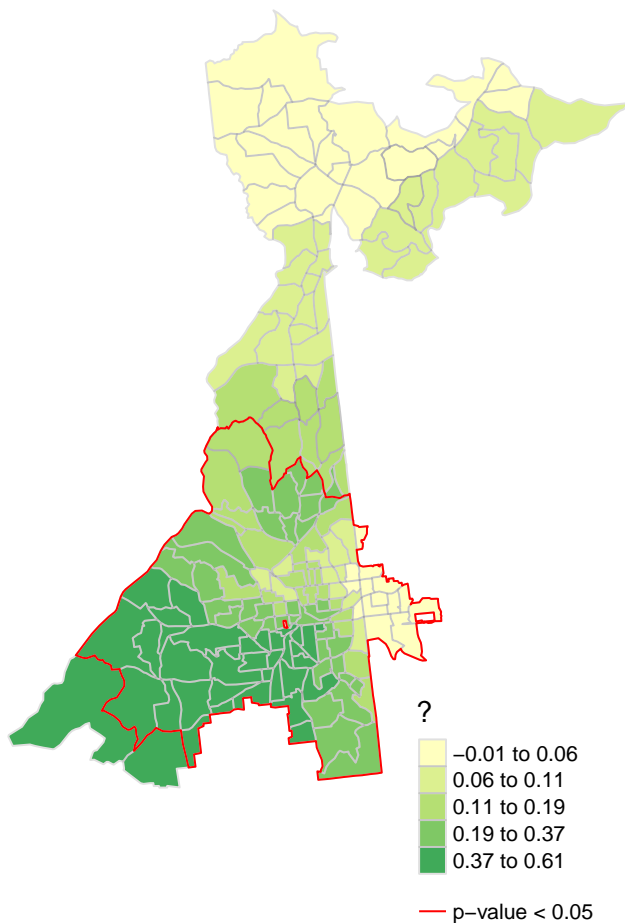 ?
−0.01 to 0.06
0.06 to 0.11
0.11 to 0.19
0.19 to 0.37
0.37 to 0.61
p−value < 0.05